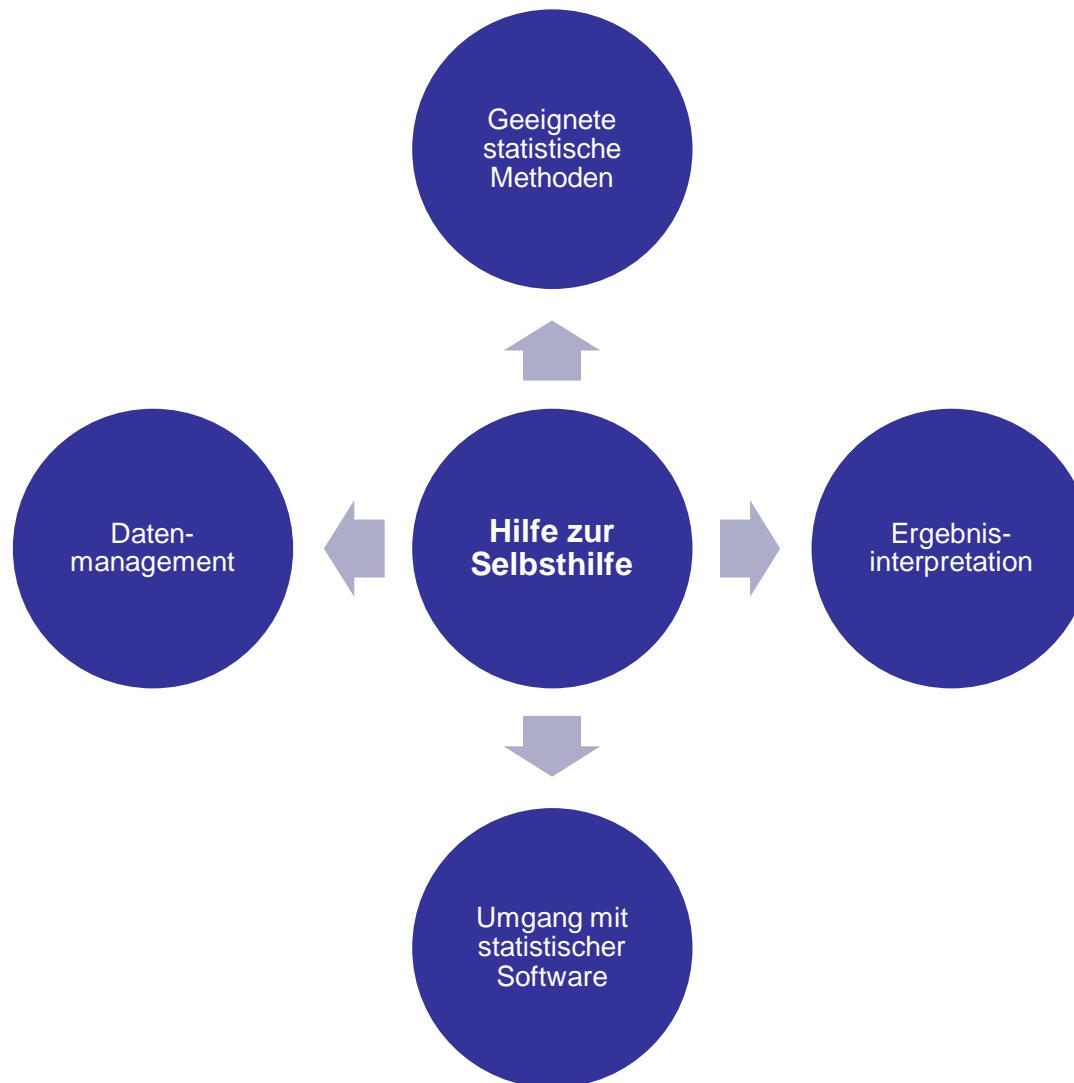 Geeignete
statistische
Methoden
Daten-
management
Hilfe zur
Selbsthilfe
Ergebnis-
interpretation
Umgang mit
statistischer
Software